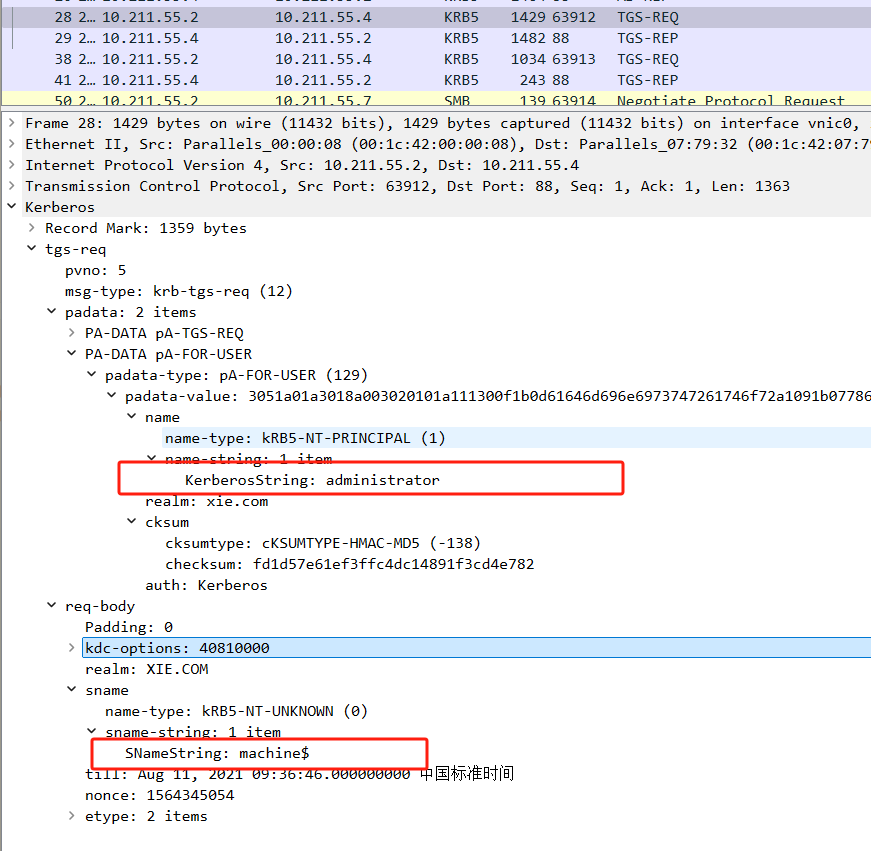 28 2… 10.211.55.2 10.211.55.4 KRB5 1429 63912 TGS-REQ
29 2… 10.211.55.4 10.211.55.2 KRB5 1482 88 TGS-REP
38 2… 10.211.55.2 10.211.55.4 KRB5 1034 63913 TGS-REQ
41 2… 10.211.55.4 10.211.55.2 KRB5 243 88 TGS-REP
50 2… 10.211.55.2 10.211.55.7 SMB 139 63914 Negotiate Protocol Request
Frame 28: 1429 bytes on wire (11432 bits), 1429 bytes captured (11432 bits) on interface vnic0,
Ethernet II, Src: Parallels_00:00:08 (00:1c:42:00:00:08), Dst: Parallels_07:79:32 (00:1c:42:07:79
Internet Protocol Version 4, Src: 10.211.55.2, Dst: 10.211.55.4
Transmission Control Protocol, Src Port: 63912, Dst Port: 88, Seq: 1, Ack: 1, Len: 1363
Kerberos
Record Mark: 1359 bytes
tgs-req
pvno: 5
msg-type: krb-tgs-req (12)
padata: 2 items
PA-DATA pA-TGS-REQ
PA-DATA pA-FOR-USER
padata-type: pA-FOR-USER (129)
padata-value: 3051a01a3018a003020101a111300f1b0d61646d696e6973747261746f72a1091b07786
name
name-type: kRB5-NT-PRINCIPAL (1)
name-string: 1 item
KerberosString: administrator
realm: xie.com
cksum
cksumtype: cKSUMTYPE-HMAC-MD5 (-138)
checksum: fd1d57e61ef3ffc4dc14891f3cd4e782
auth: Kerberos
req-body
Padding: 0
kdc-options: 40810000
realm: XIE.COM
sname
name-type: kRB5-NT-UNKNOWN (0)
sname-string: 1 item
SNameString: machine$
till: Aug 11, 2021 09:36:46.000000000 中国标准时间
nonce: 1564345054
etype: 2 items